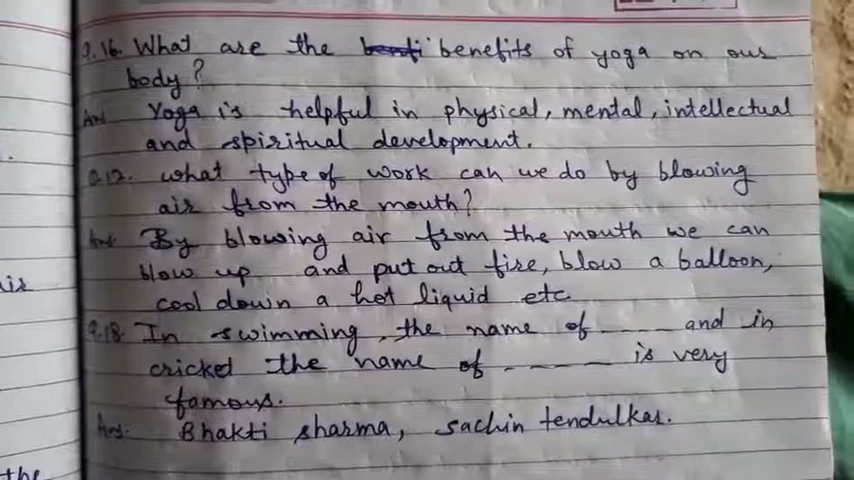 Q.16. What are the benefits of yoga on our
body?
Ans Yoga is helpful in physical, mental, intellectual
and spiritual development.
Q.17. what type of work can we do by blowing
air from the mouth?
Ans By blowing air from the mouth we can
blow up and put out fire, blow a balloon,
cool down a hot liquid etc.
Q.18. In swimming, the name of ---- and in
cricket the name of ------ is very
famous.
Ans. Bhakti sharma, sachin tendulkar.
the